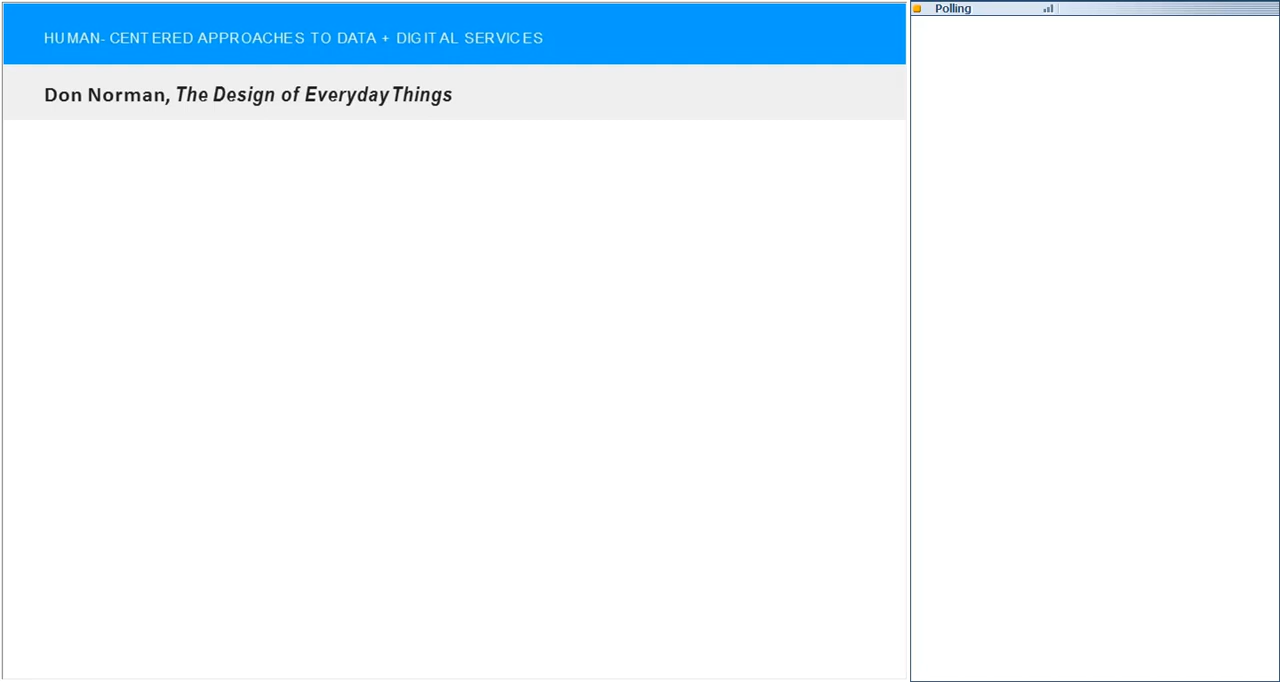 HUMAN-CENTERED APPROACHES TO DATA + DIGITAL SERVICES
Don Norman, The Design of Everyday Things
Polling